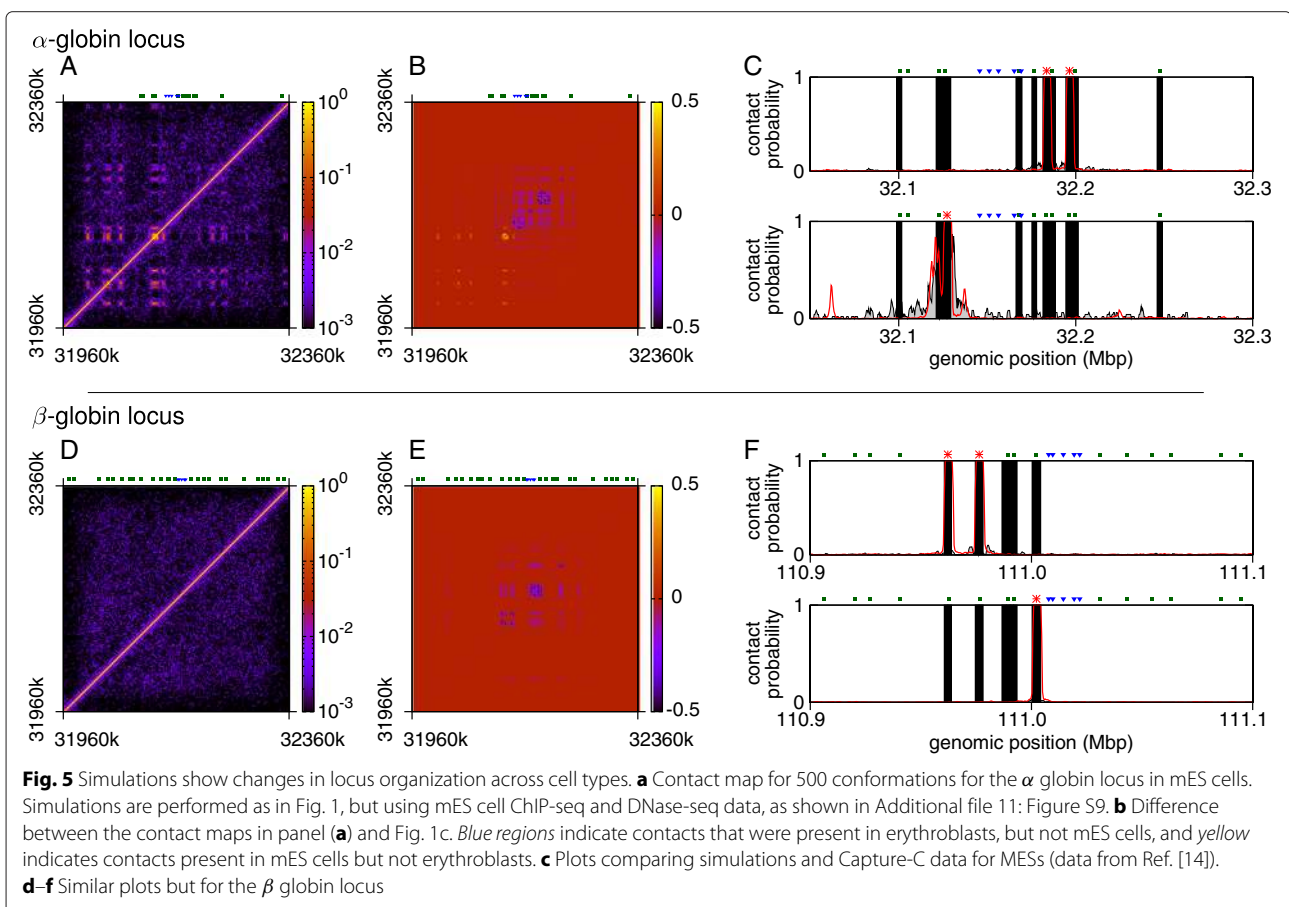 α-globin locus
A
B
C
32360k
31960k
31960k
32360k
10^0
10^-1
10^-2
10^-3
32360k
31960k
31960k
32360k
0.5
0
-0.5
contact
probability
1
0
32.1
32.2
32.3
contact
probability
1
0
32.1
32.2
32.3
genomic position (Mbp)
β-globin locus
D
E
F
32360k
31960k
31960k
32360k
10^0
10^-1
10^-2
10^-3
32360k
31960k
31960k
32360k
0.5
0
-0.5
contact
probability
1
0
110.9
111.0
111.1
contact
probability
1
0
110.9
111.0
111.1
genomic position (Mbp)
Fig. 5 Simulations show changes in locus organization across cell types. a Contact map for 500 conformations for the α globin locus in mES cells.
Simulations are performed as in Fig. 1, but using mES cell ChIP-seq and DNase-seq data, as shown in Additional file 11: Figure S9. b Difference
between the contact maps in panel (a) and Fig. 1c. Blue regions indicate contacts that were present in erythroblasts, but not mES cells, and yellow
indicates contacts present in mES cells but not erythroblasts. c Plots comparing simulations and Capture-C data for MESs (data from Ref. [14]).
d–f Similar plots but for the β globin locus